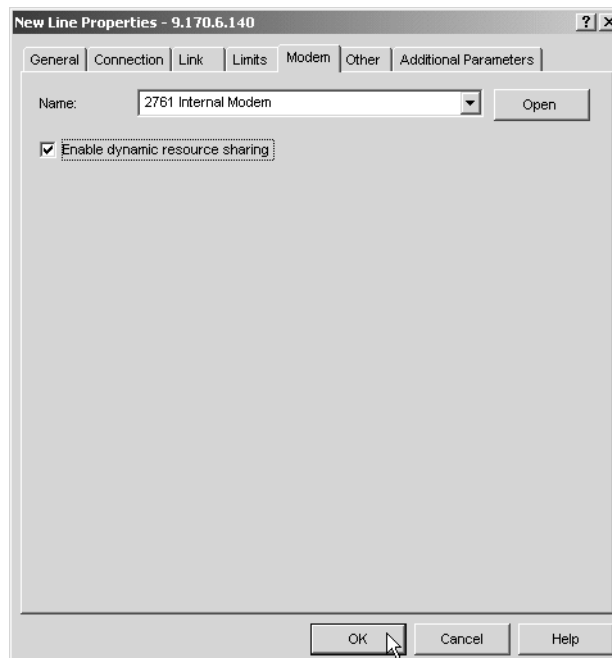 New Line Properties - 9.170.6.140
General Connection Link Limits Modem Other Additional Parameters
Name: 2761 Internal Modem Open
Enable dynamic resource sharing
OK Cancel Help